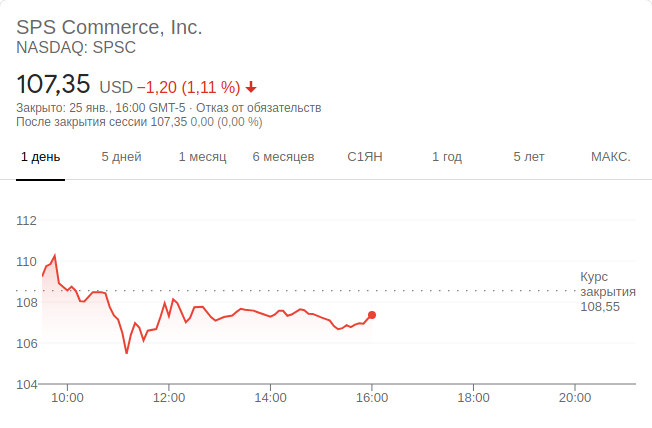 SPS Commerce, Inc.
NASDAQ: SPSC
107,35 USD −1,20 (1,11 %)
Закрыто: 25 янв., 16:00 GMT-5 · Отказ от обязательств
После закрытия сессии 107,35 0,00 (0,00 %)
1 день 5 дней 1 месяц 6 месяцев С1ЯН 1 год 5 лет МАКС.
112
110
Курс
закрытия
108,55
108
106
104
10:00 12:00 14:00 16:00 18:00 20:00